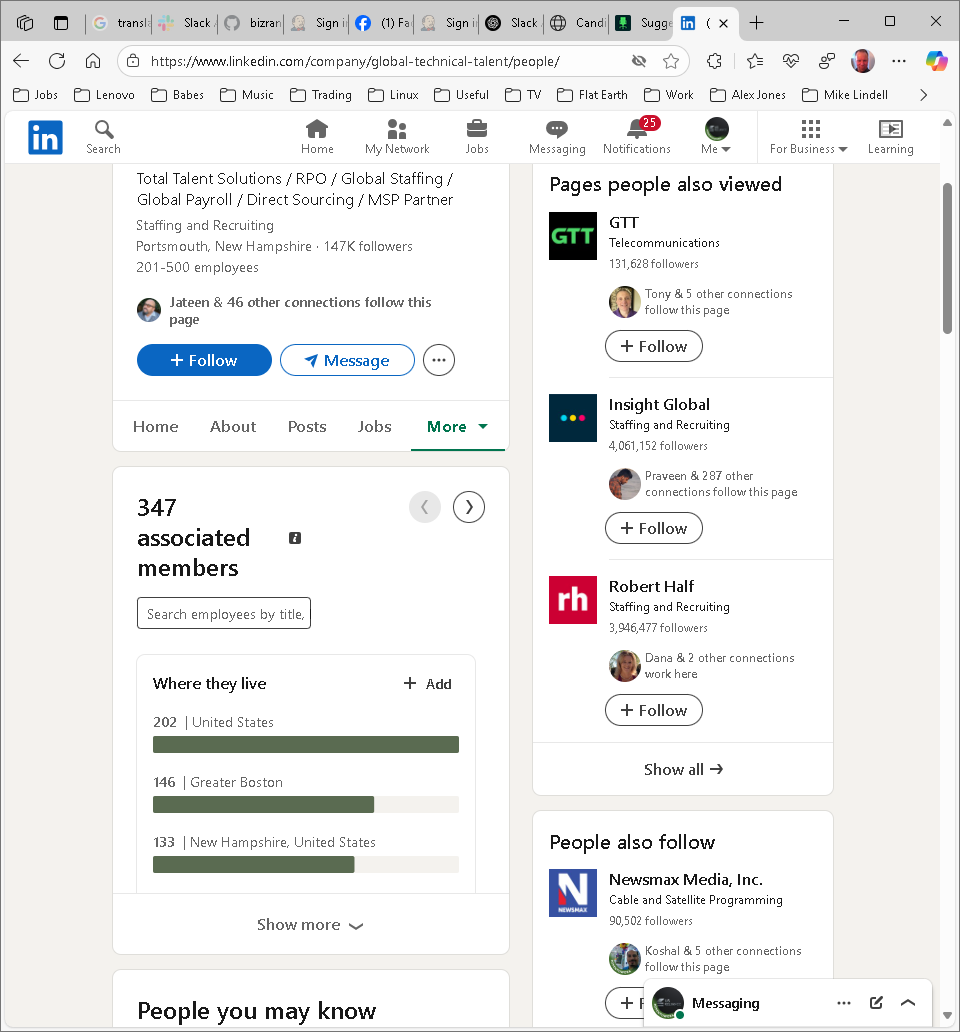 transla
Slack
bizran
Sign in
(1) Fac
Sign in
Slack
Candi
Sugge
(
https://www.linkedin.com/company/global-technical-talent/people/
Jobs
Lenovo
Babes
Music
Trading
Linux
Useful
TV
Flat Earth
Work
Alex Jones
Mike Lindell
in
Search
Home
My Network
Jobs
Messaging
25
Notifications
Me
For Business
Learning
Total Talent Solutions / RPO / Global Staffing /
Global Payroll / Direct Sourcing / MSP Partner
Staffing and Recruiting
Portsmouth, New Hampshire · 147K followers
201-500 employees
Jateen & 46 other connections follow this
page
+ Follow
Message
Home
About
Posts
Jobs
More
347
associated
members
Search employees by title,
Where they live
+ Add
202 | United States
146 | Greater Boston
133 | New Hampshire, United States
Show more
People you may know
Pages people also viewed
GTT
GTT
Telecommunications
131,628 followers
Tony & 5 other connections
follow this page
+ Follow
Insight Global
Staffing and Recruiting
4,061,152 followers
Praveen & 287 other
connections follow this page
+ Follow
rh
Robert Half
Staffing and Recruiting
3,946,477 followers
Dana & 2 other connections
work here
+ Follow
Show all →
People also follow
N
NEWSMAX
Newsmax Media, Inc.
Cable and Satellite Programming
90,502 followers
Koshal & 5 other connections
follow this page
+ F
Messaging